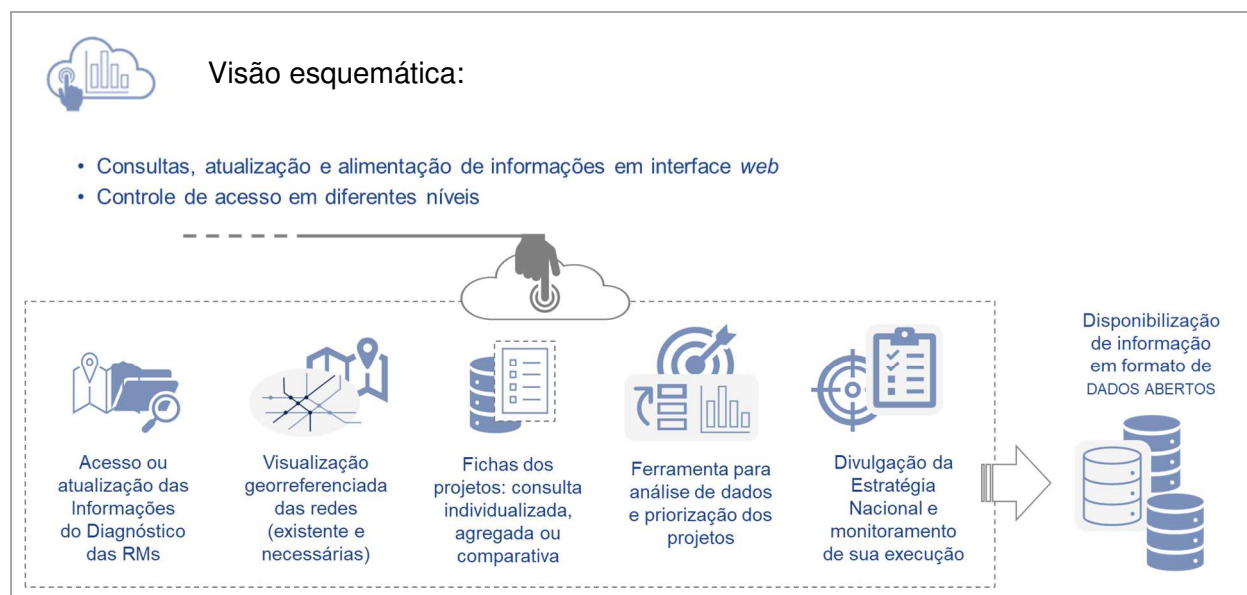 Visão esquemática:
• Consultas, atualização e alimentação de informações em interface web
• Controle de acesso em diferentes níveis
Acesso ou
atualização das
Informações
do Diagnóstico
das RMs
Visualização
georreferenciada
das redes
(existente e
necessárias)
Fichas dos
projetos: consulta
individualizada,
agregada ou
comparativa
Ferramenta para
análise de dados
e priorização dos
projetos
Divulgação da
Estratégia
Nacional e
monitoramento
de sua execução
Disponibilização
de informação
em formato de
DADOS ABERTOS